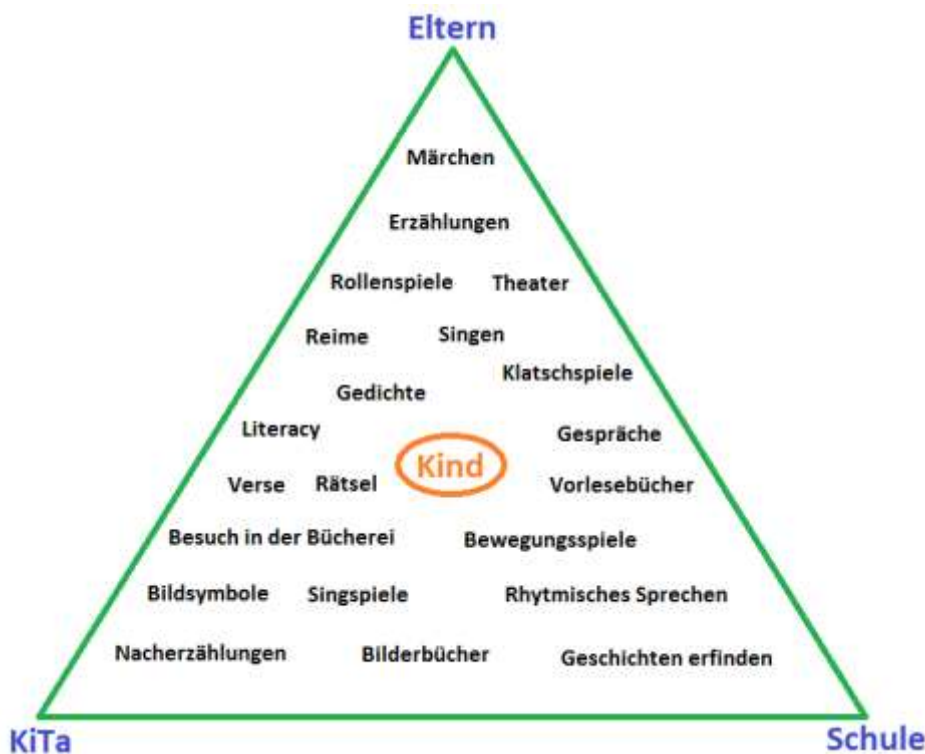 Eltern
Märchen
Erzählungen
Rollenspiele Theater
Reime Singen
Klatschspiele
Gedichte
Literacy Gespräche
Kind
Verse Rätsel Vorlesebücher
Besuch in der Bücherei Bewegungsspiele
Bildsymbole Singspiele Rhytmisches Sprechen
Nacherzählungen Bilderbücher Geschichten erfinden
KiTa Schule